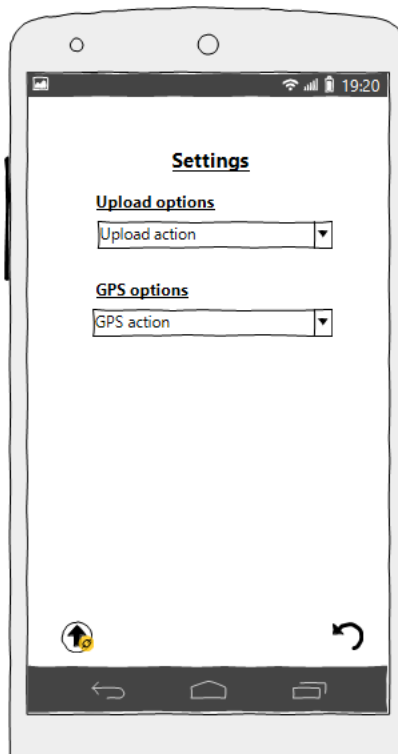 19:20
Settings
Upload options
Upload action
GPS options
GPS action